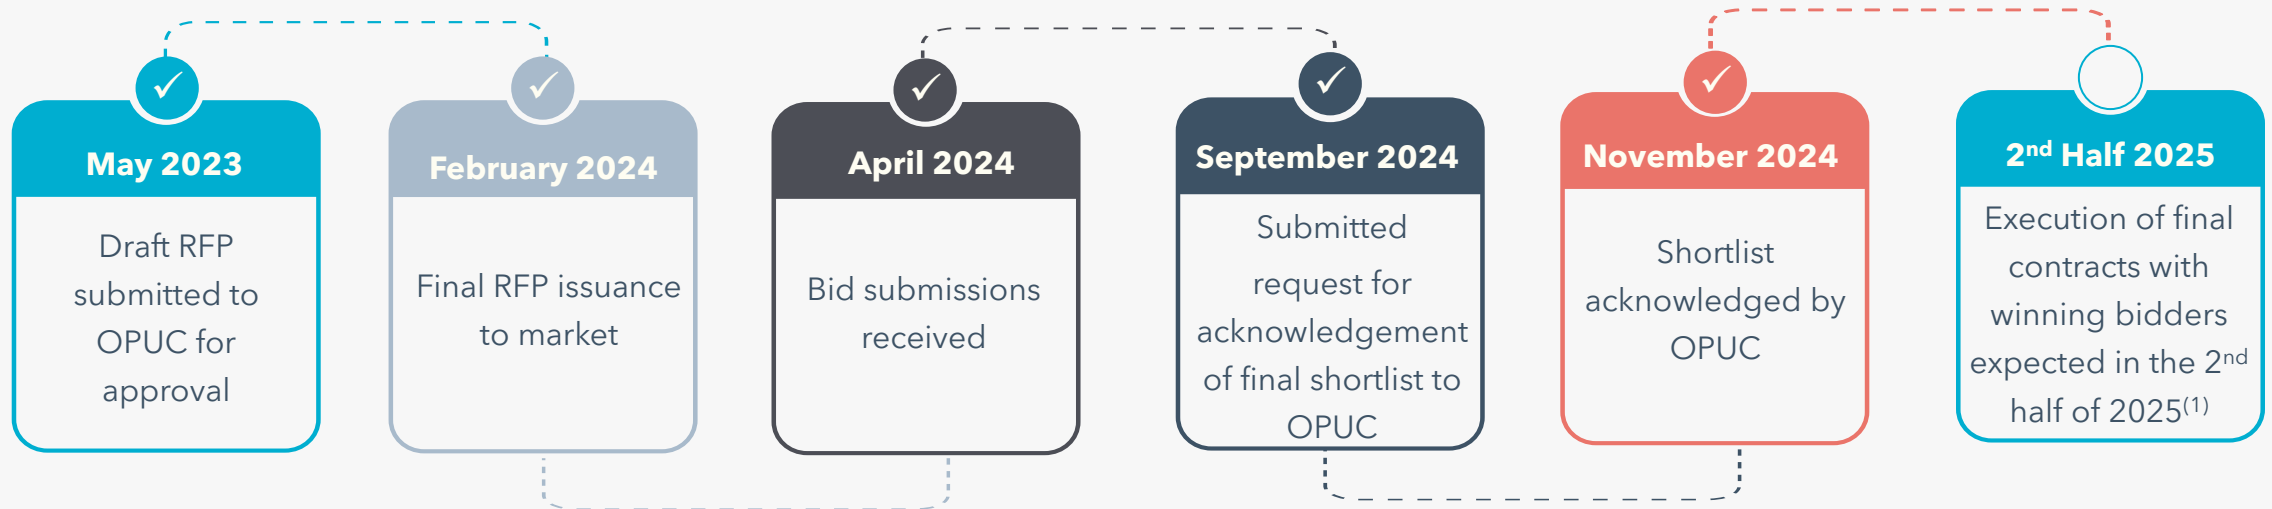 May 2023
Draft RFP
submitted to
OPUC for
approval
February 2024
Final RFP issuance
to market
April 2024
Bid submissions
received
September 2024
Submitted
request for
acknowledgement
of final shortlist to
OPUC
November 2024
Shortlist
acknowledged by
OPUC
2nd Half 2025
Execution of final
contracts with
winning bidders
expected in the 2nd
half of 2025(1)